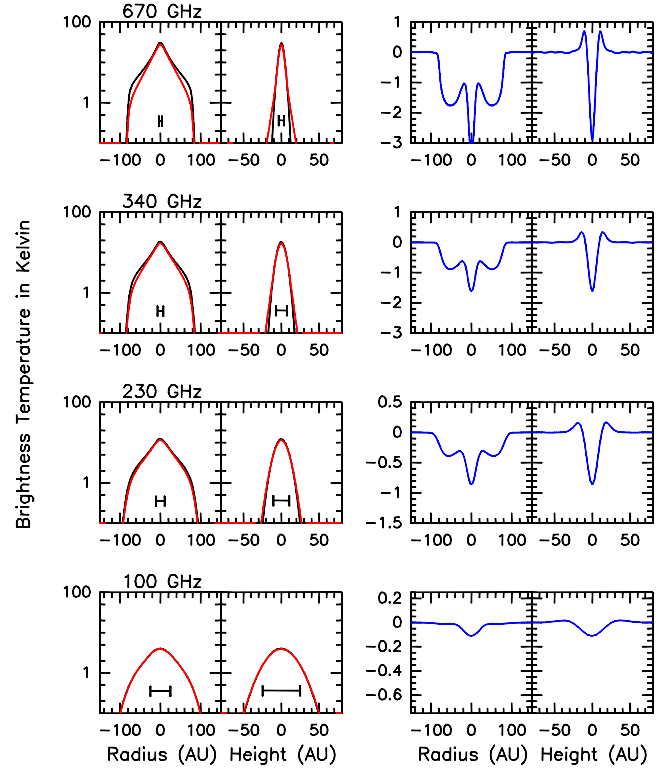 670 GHz
100
1
−100 0 100 −50 0 50
1
0
−1
−2
−3
−100 0 100 −50 0 50
340 GHz
100
1
−100 0 100 −50 0 50
1
0
−1
−2
−3
−100 0 100 −50 0 50
Brightness Temperature in Kelvin
230 GHz
100
1
−100 0 100 −50 0 50
0.5
0
−0.5
−1
−1.5
−100 0 100 −50 0 50
100 GHz
100
1
−100 0 100 −50 0 50
Radius (AU) Height (AU)
0.2
0
−0.2
−0.4
−0.6
−100 0 100 −50 0 50
Radius (AU) Height (AU)